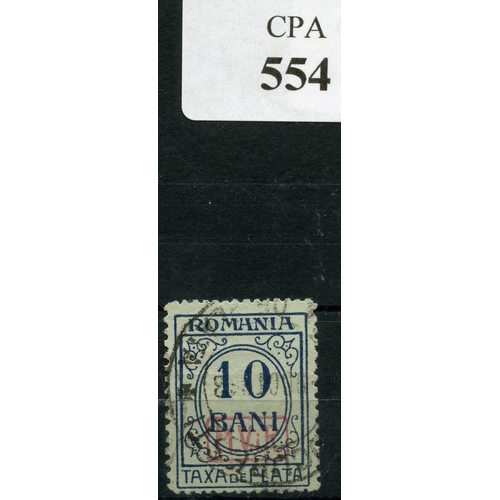 CPA
554
ROMANIA
10
BANI
M.V.i.R.
TAXA DE PLATA